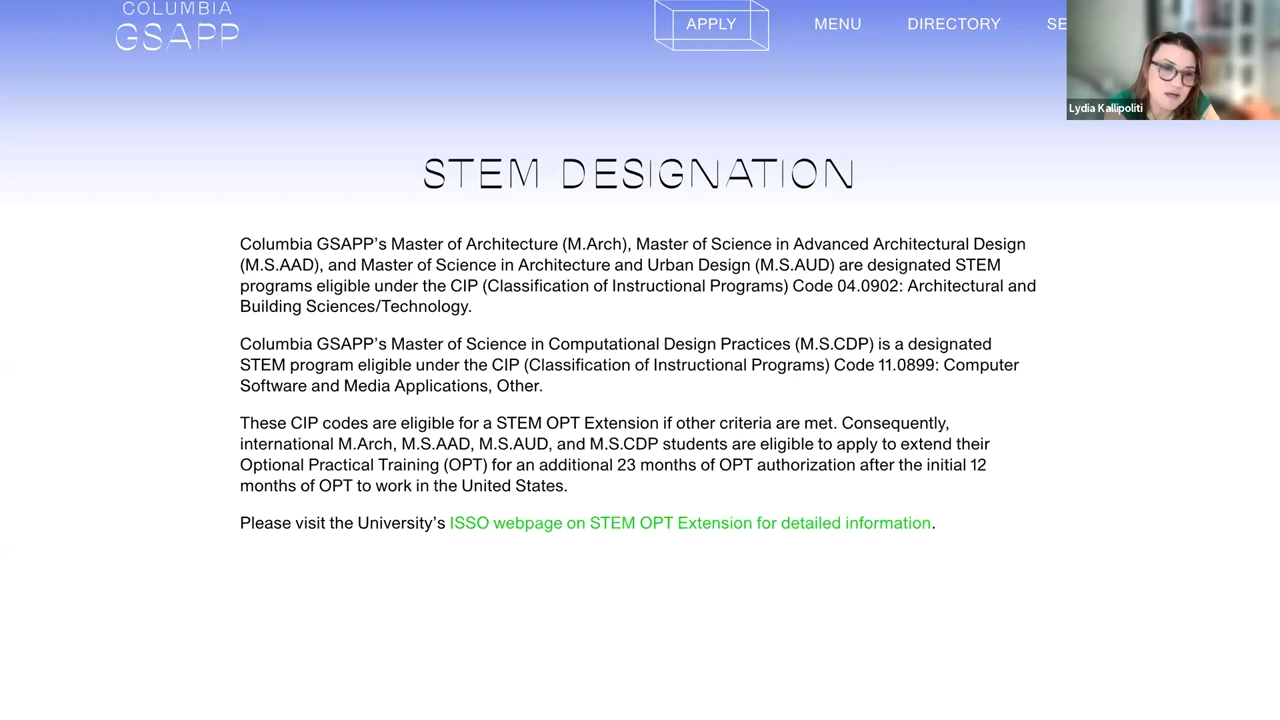 COLUMBIA
GSAPP
APPLY
MENU
DIRECTORY
SE
Lydia Kallipoliti
STEM DESIGNATION
Columbia GSAPP’s Master of Architecture (M.Arch), Master of Science in Advanced Architectural Design
(M.S.AAD), and Master of Science in Architecture and Urban Design (M.S.AUD) are designated STEM
programs eligible under the CIP (Classification of Instructional Programs) Code 04.0902: Architectural and
Building Sciences/Technology.
Columbia GSAPP’s Master of Science in Computational Design Practices (M.S.CDP) is a designated
STEM program eligible under the CIP (Classification of Instructional Programs) Code 11.0899: Computer
Software and Media Applications, Other.
These CIP codes are eligible for a STEM OPT Extension if other criteria are met. Consequently,
international M.Arch, M.S.AAD, M.S.AUD, and M.S.CDP students are eligible to apply to extend their
Optional Practical Training (OPT) for an additional 23 months of OPT authorization after the initial 12
months of OPT to work in the United States.
Please visit the University’s ISSO webpage on STEM OPT Extension for detailed information.